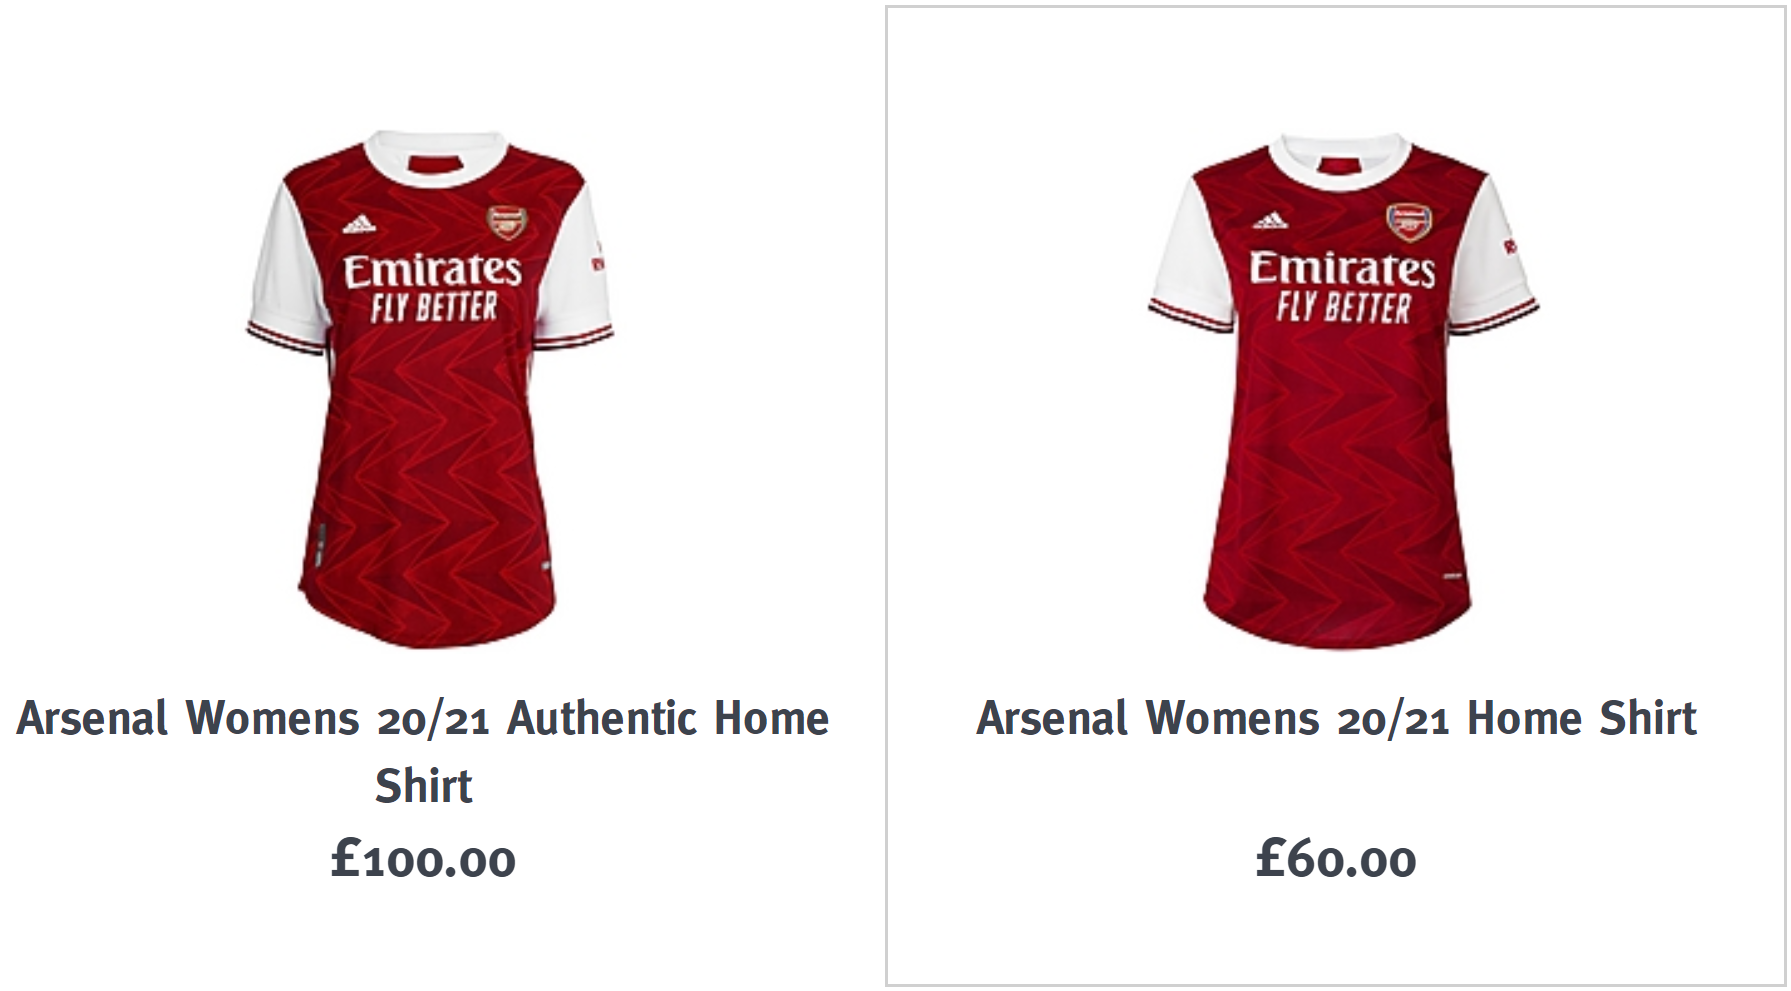 Emirates
FLY BETTER
Arsenal Womens 20/21 Authentic Home
Shirt
£100.00
Emirates
FLY BETTER
Arsenal Womens 20/21 Home Shirt
£60.00